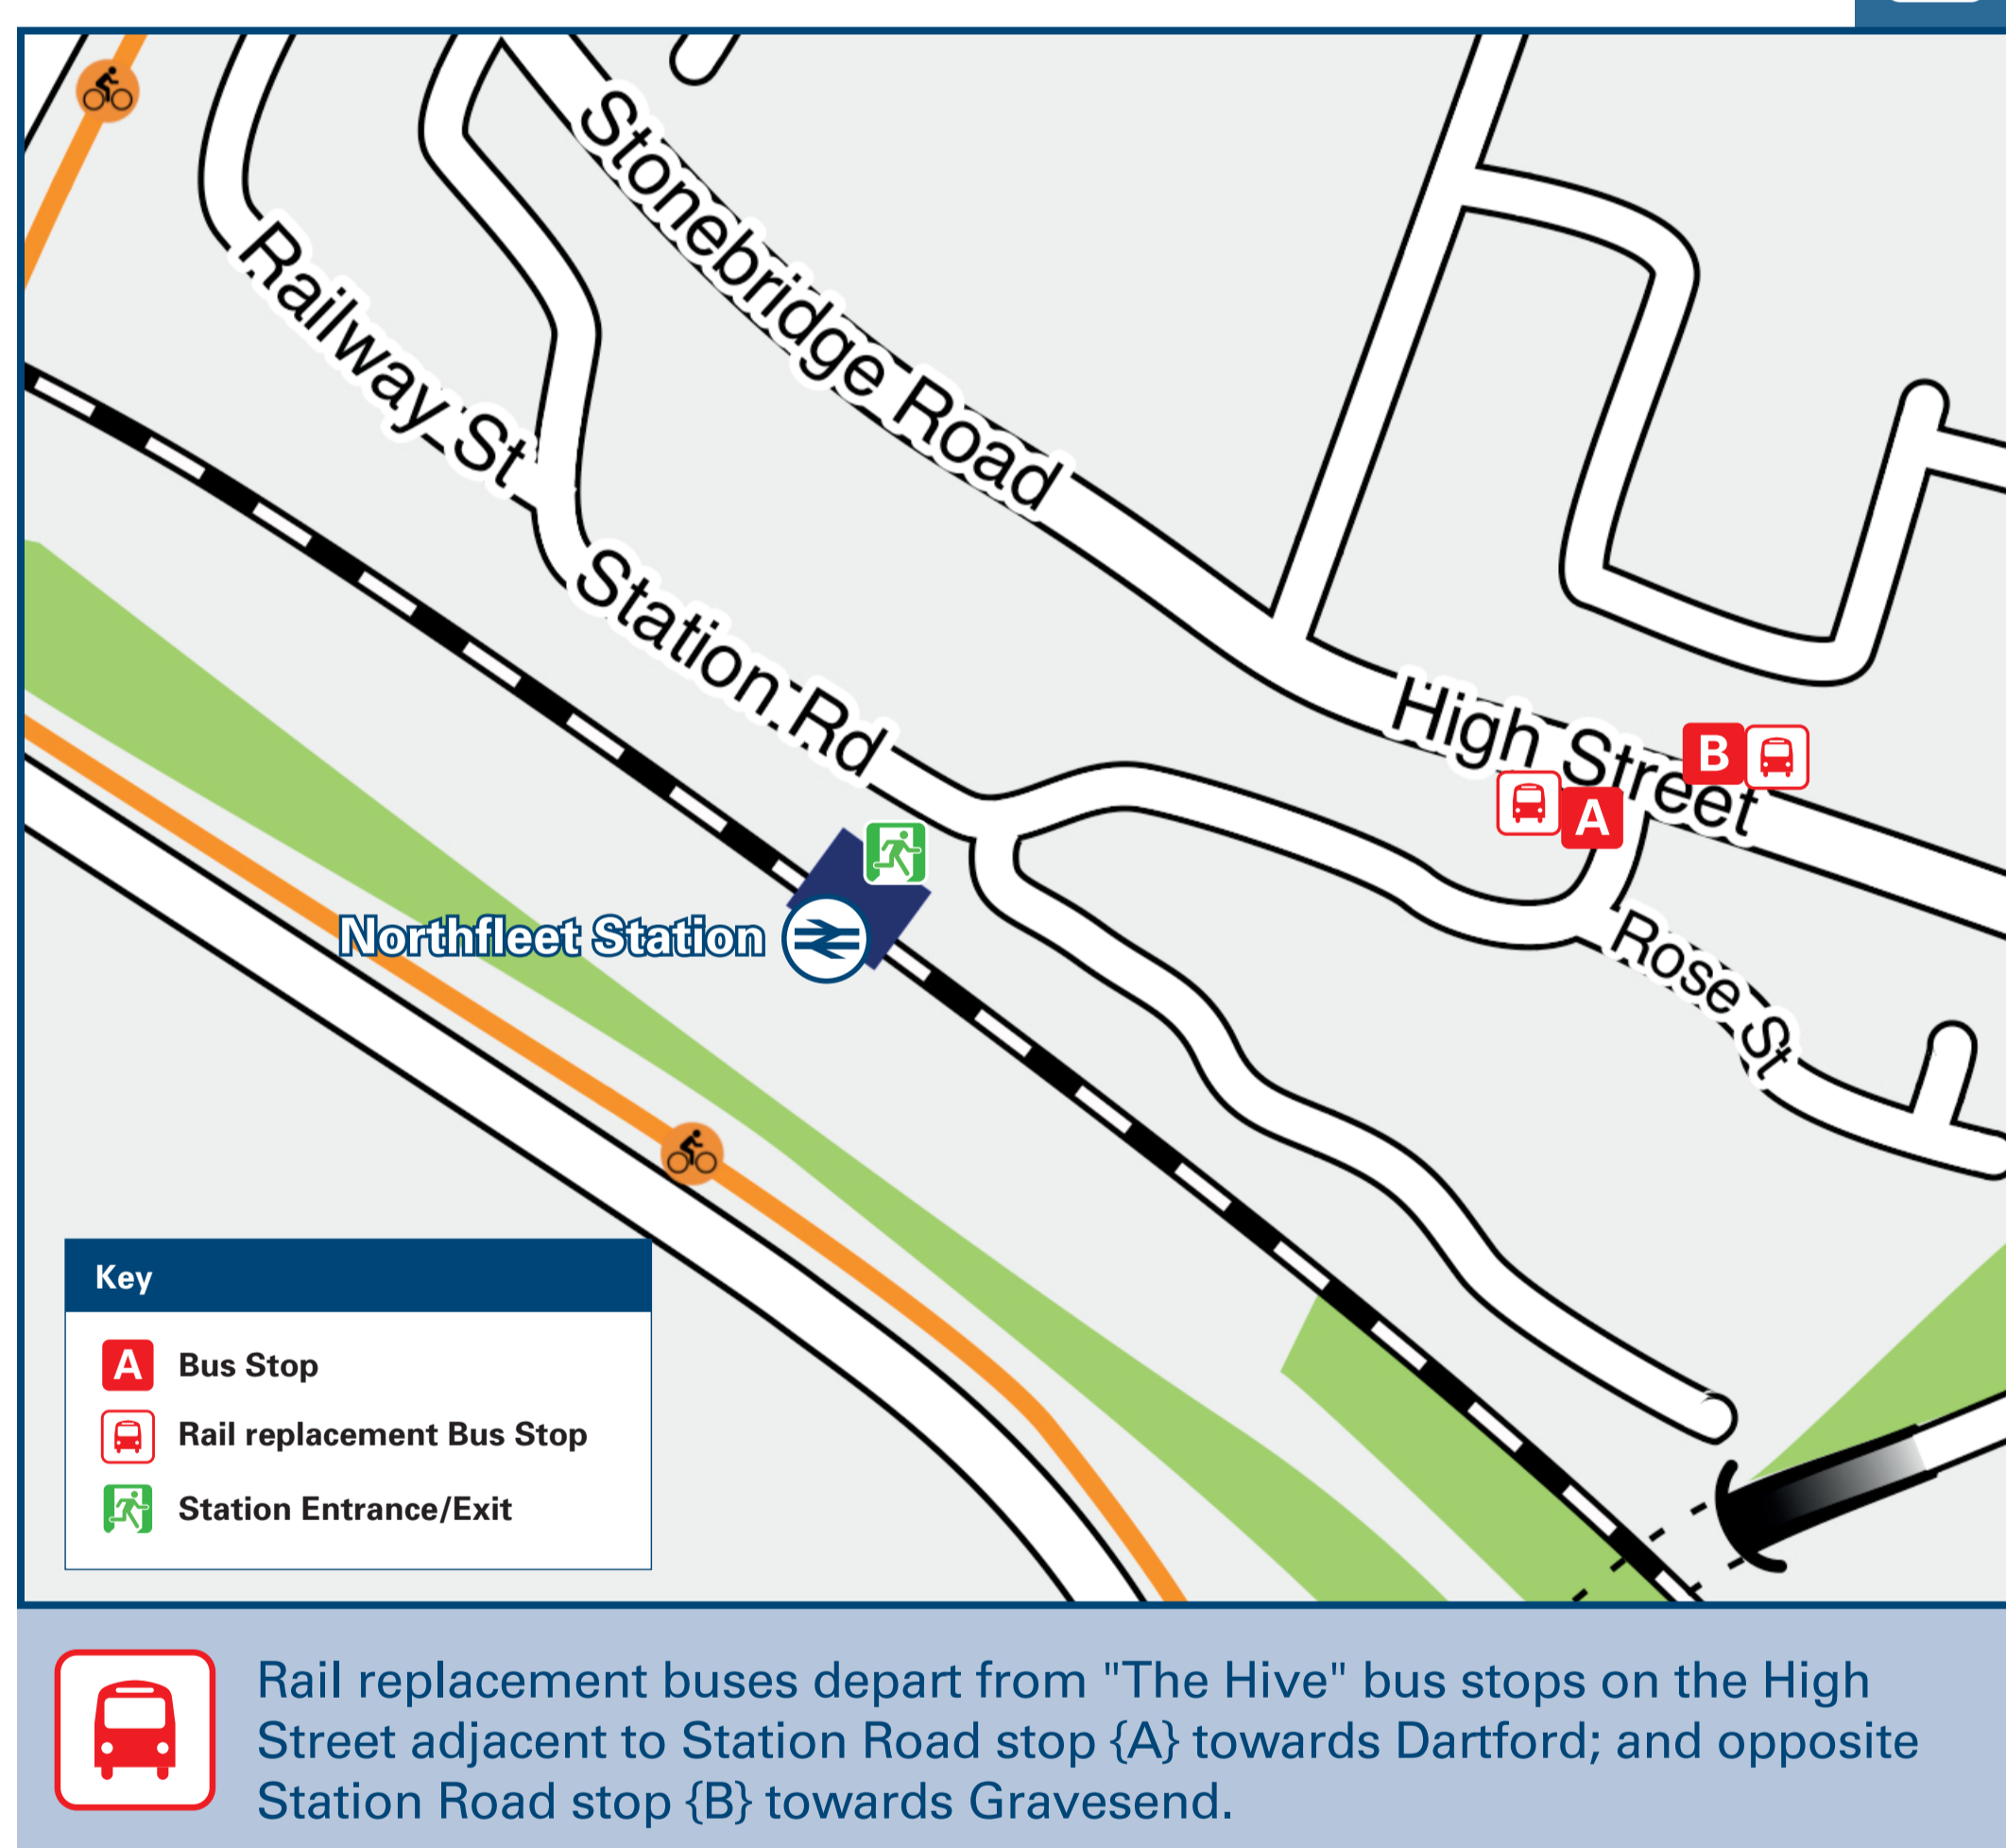 Stonebridge Road
Railway St
Station Rd
High Street
B
A
Northfleet Station
Rose St
Key
A Bus Stop
Rail replacement Bus Stop
Station Entrance/Exit
Rail replacement buses depart from "The Hive" bus stops on the High
Street adjacent to Station Road stop {A} towards Dartford; and opposite
Station Road stop {B} towards Gravesend.